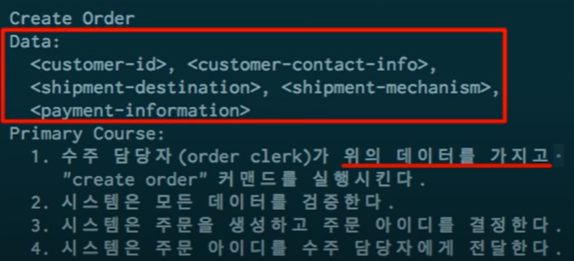 Create Order
Data:
<customer-id>, <customer-contact-info>,
<shipment-destination>, <shipment-mechanism>,
<payment-information>
Primary Course:
1. 수주 담당자(order clerk)가 위의 데이터를 가지고
"create order" 커맨드를 실행시킨다.
2. 시스템은 모든 데이터를 검증한다.
3. 시스템은 주문을 생성하고 주문 아이디를 결정한다.
4. 시스템은 주문 아이디를 수주 담당자에게 전달한다.